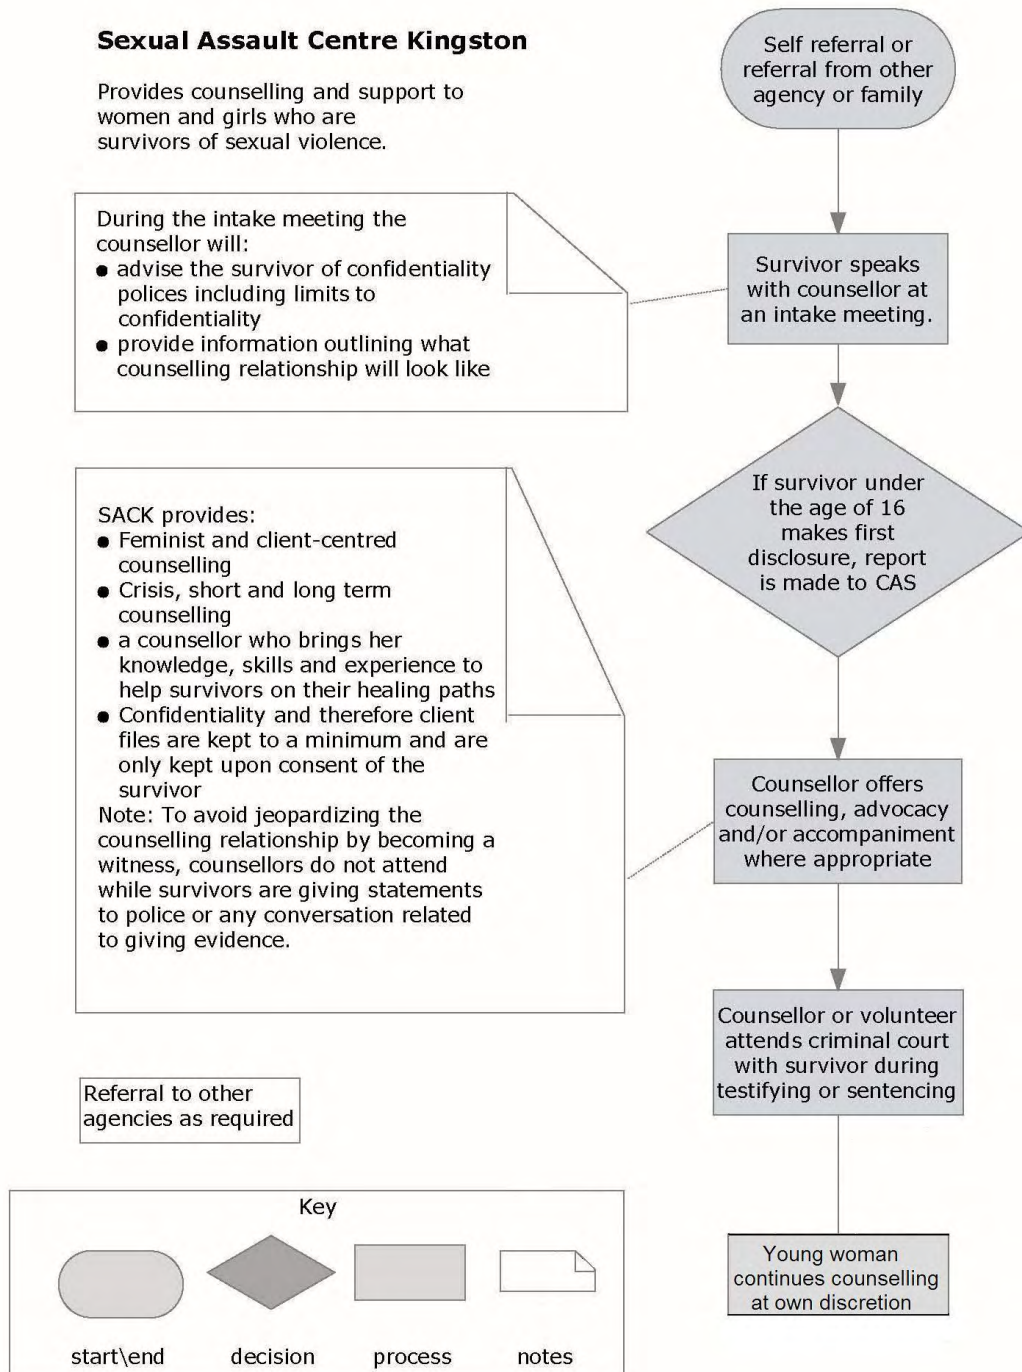 Sexual Assault Centre Kingston
Provides counselling and support to
women and girls who are
survivors of sexual violence.
Self referral or
referral from other
agency or family
During the intake meeting the
counsellor will:
● advise the survivor of confidentiality
polices including limits to
confidentiality
● provide information outlining what
counselling relationship will look like
Survivor speaks
with counsellor at
an intake meeting.
If survivor under
the age of 16
makes first
disclosure, report
is made to CAS
SACK provides:
● Feminist and client-centred
counselling
● Crisis, short and long term
counselling
● a counsellor who brings her
knowledge, skills and experience to
help survivors on their healing paths
● Confidentiality and therefore client
files are kept to a minimum and are
only kept upon consent of the
survivor
Note: To avoid jeopardizing the
counselling relationship by becoming a
witness, counsellors do not attend
while survivors are giving statements
to police or any conversation related
to giving evidence.
Counsellor offers
counselling, advocacy
and/or accompaniment
where appropriate
Counsellor or volunteer
attends criminal court
with survivor during
testifying or sentencing
Referral to other
agencies as required
Young woman
continues counselling
at own discretion
Key
start\end
decision
process
notes